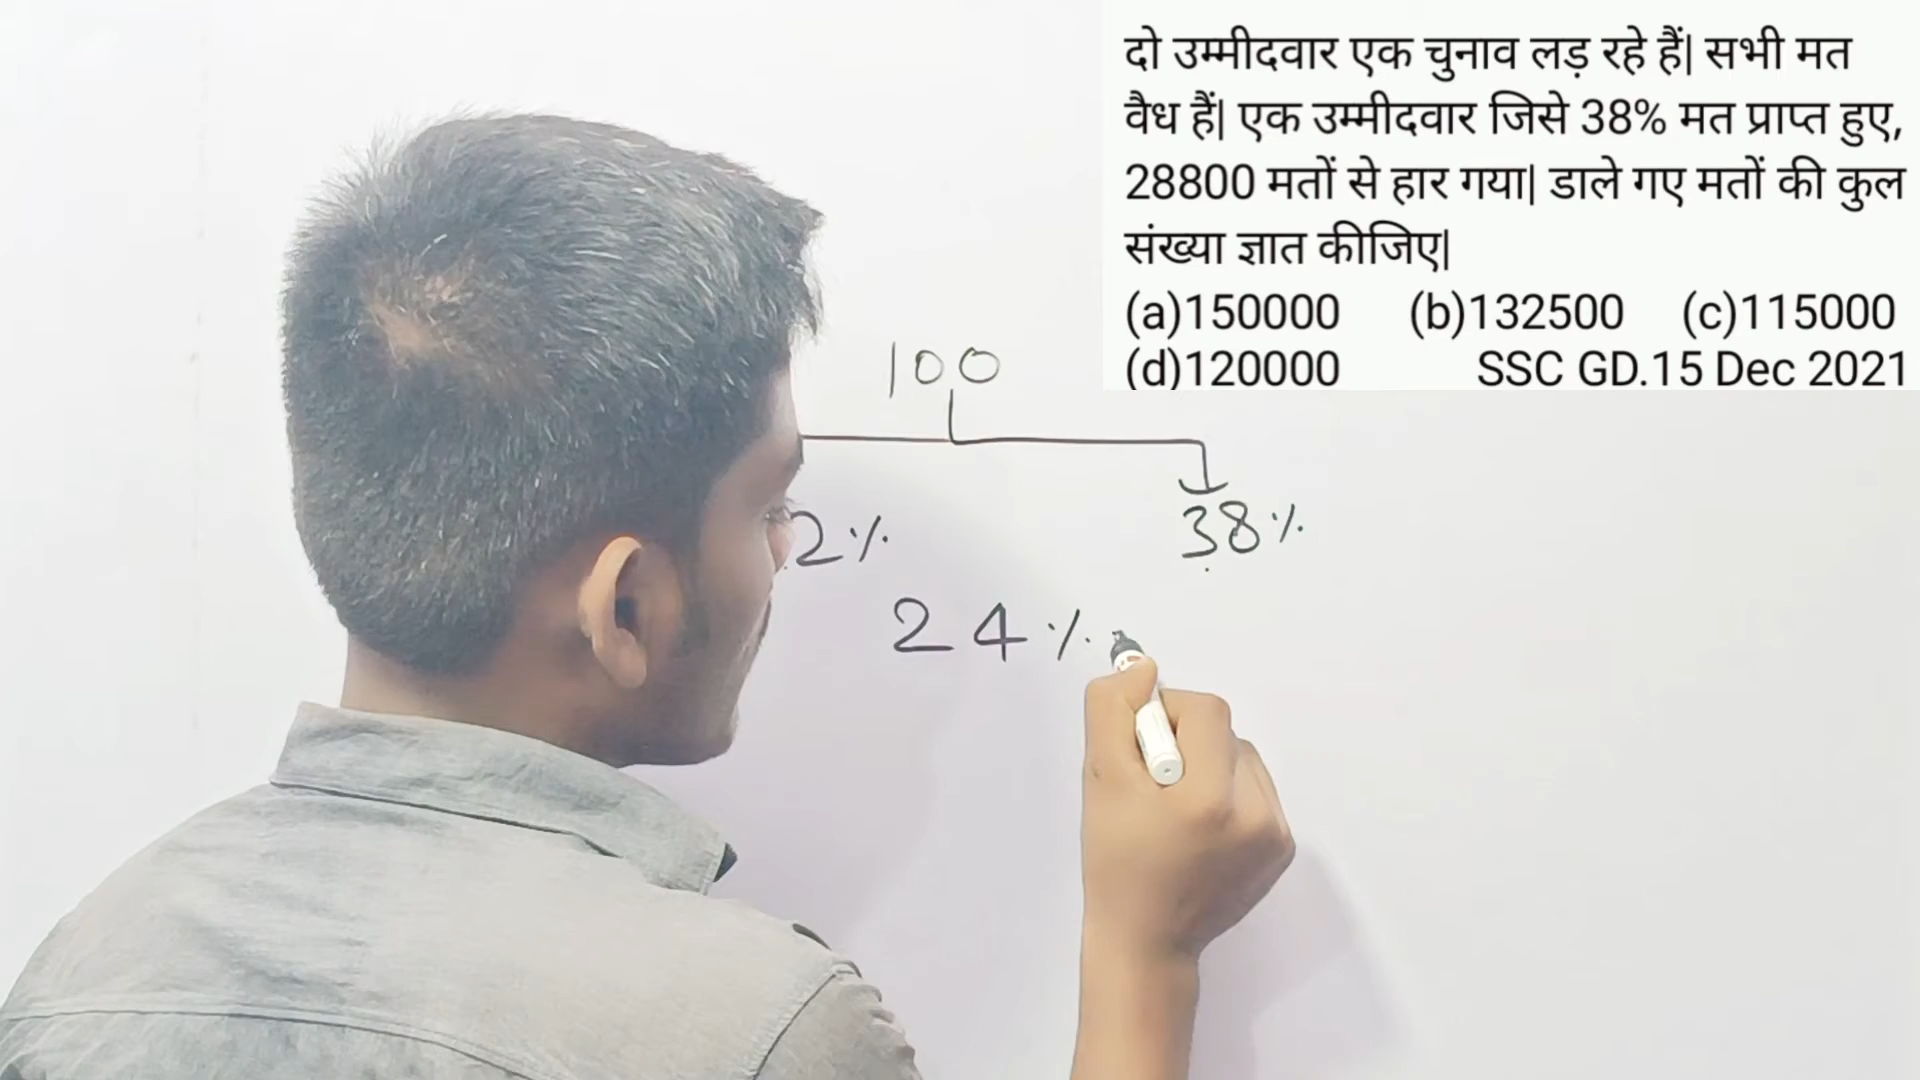 दो उम्मीदवार एक चुनाव लड़ रहे हैं| सभी मत
वैध हैं| एक उम्मीदवार जिसे 38% मत प्राप्त हुए,
28800 मतों से हार गया| डाले गए मतों की कुल
संख्या ज्ञात कीजिए|
(a)150000 (b)132500 (c)115000
(d)120000 SSC GD.15 Dec 2021
100
2% 38%
24%